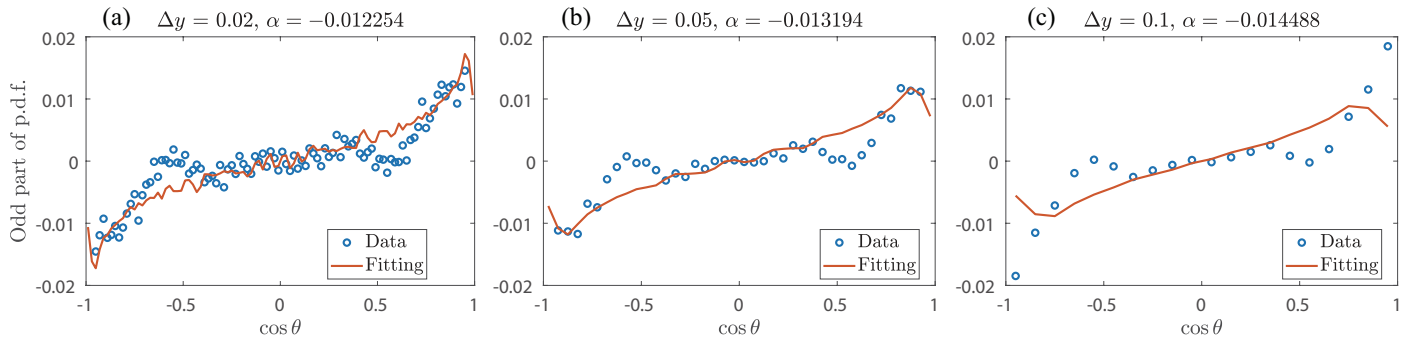 (a) Δy = 0.02, α = −0.012254
Odd part of p.d.f.
0.02
0.01
0
-0.01
-0.02
-1
-0.5
0
0.5
1
cos θ
Data
Fitting
(b) Δy = 0.05, α = −0.013194
0.02
0.01
0
-0.01
-0.02
-1
-0.5
0
0.5
1
cos θ
Data
Fitting
(c) Δy = 0.1, α = −0.014488
0.02
0.01
0
-0.01
-0.02
-1
-0.5
0
0.5
1
cos θ
Data
Fitting